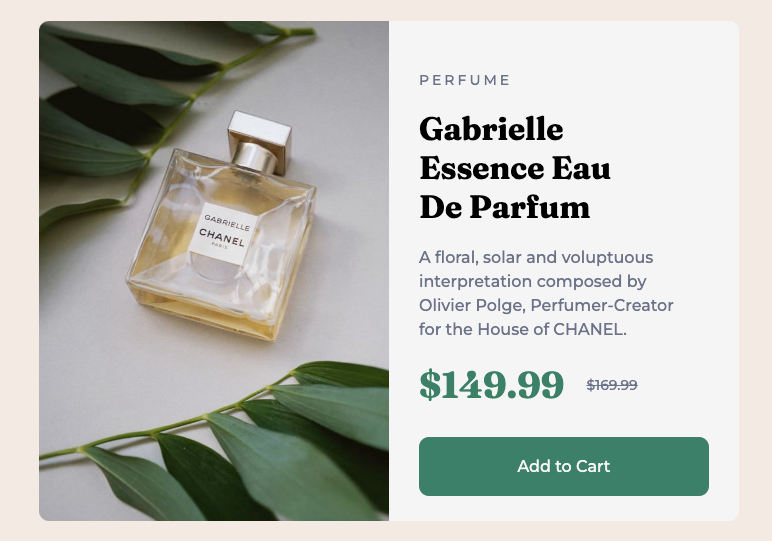 GABRIELLE
CHANEL
PARIS
PERFUME
Gabrielle
Essence Eau
De Parfum
A floral, solar and voluptuous
interpretation composed by
Olivier Polge, Perfumer-Creator
for the House of CHANEL.
$149.99 $169.99
Add to Cart